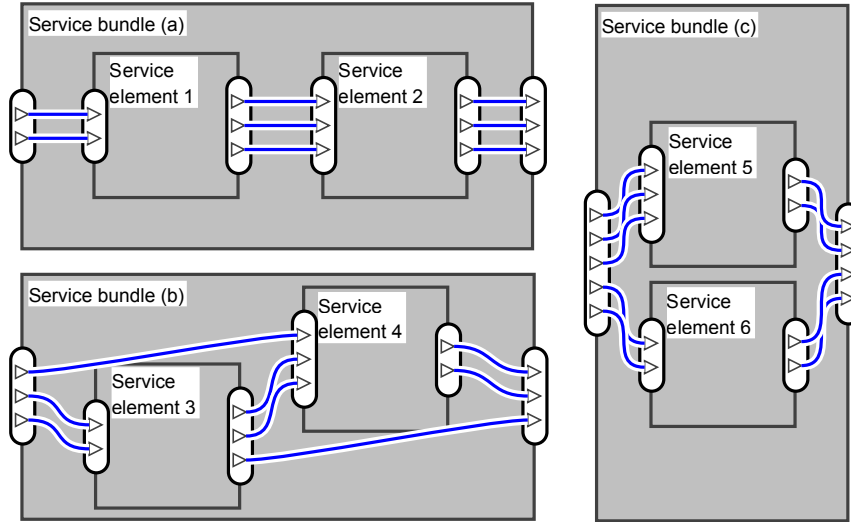 Service bundle (a)
Service
element 1
Service
element 2
Service bundle (b)
Service
element 3
Service
element 4
Service bundle (c)
Service
element 5
Service
element 6